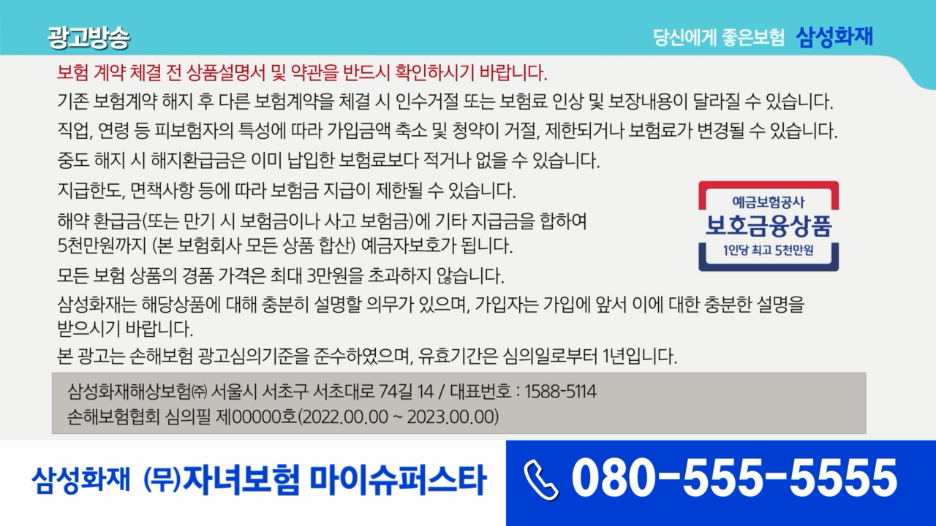 광고방송
당신에게 좋은보험 삼성화재
보험 계약 체결 전 상품설명서 및 약관을 반드시 확인하시기 바랍니다.
기존 보험계약 해지 후 다른 보험계약을 체결 시 인수거절 또는 보험료 인상 및 보장내용이 달라질 수 있습니다.
직업, 연령 등 피보험자의 특성에 따라 가입금액 축소 및 청약이 거절, 제한되거나 보험료가 변경될 수 있습니다.
중도 해지 시 해지환급금은 이미 납입한 보험료보다 적거나 없을 수 있습니다.
지급한도, 면책사항 등에 따라 보험금 지급이 제한될 수 있습니다.
해약 환급금(또는 만기 시 보험금이나 사고 보험금)에 기타 지급금을 합하여
5천만원까지 (본 보험회사 모든 상품 합산) 예금자보호가 됩니다.
예금보험공사
보호금융상품
1인당 최고 5천만원
모든 보험 상품의 경품 가격은 최대 3만원을 초과하지 않습니다.
삼성화재는 해당상품에 대해 충분히 설명할 의무가 있으며, 가입자는 가입에 앞서 이에 대한 충분한 설명을
받으시기 바랍니다.
본 광고는 손해보험 광고심의기준을 준수하였으며, 유효기간은 심의일로부터 1년입니다.
삼성화재해상보험㈜ 서울시 서초구 서초대로 74길 14 / 대표번호 : 1588-5114
손해보험협회 심의필 제00000호(2022.00.00 ~ 2023.00.00)
삼성화재 (무)자녀보험 마이슈퍼스타
080-555-5555